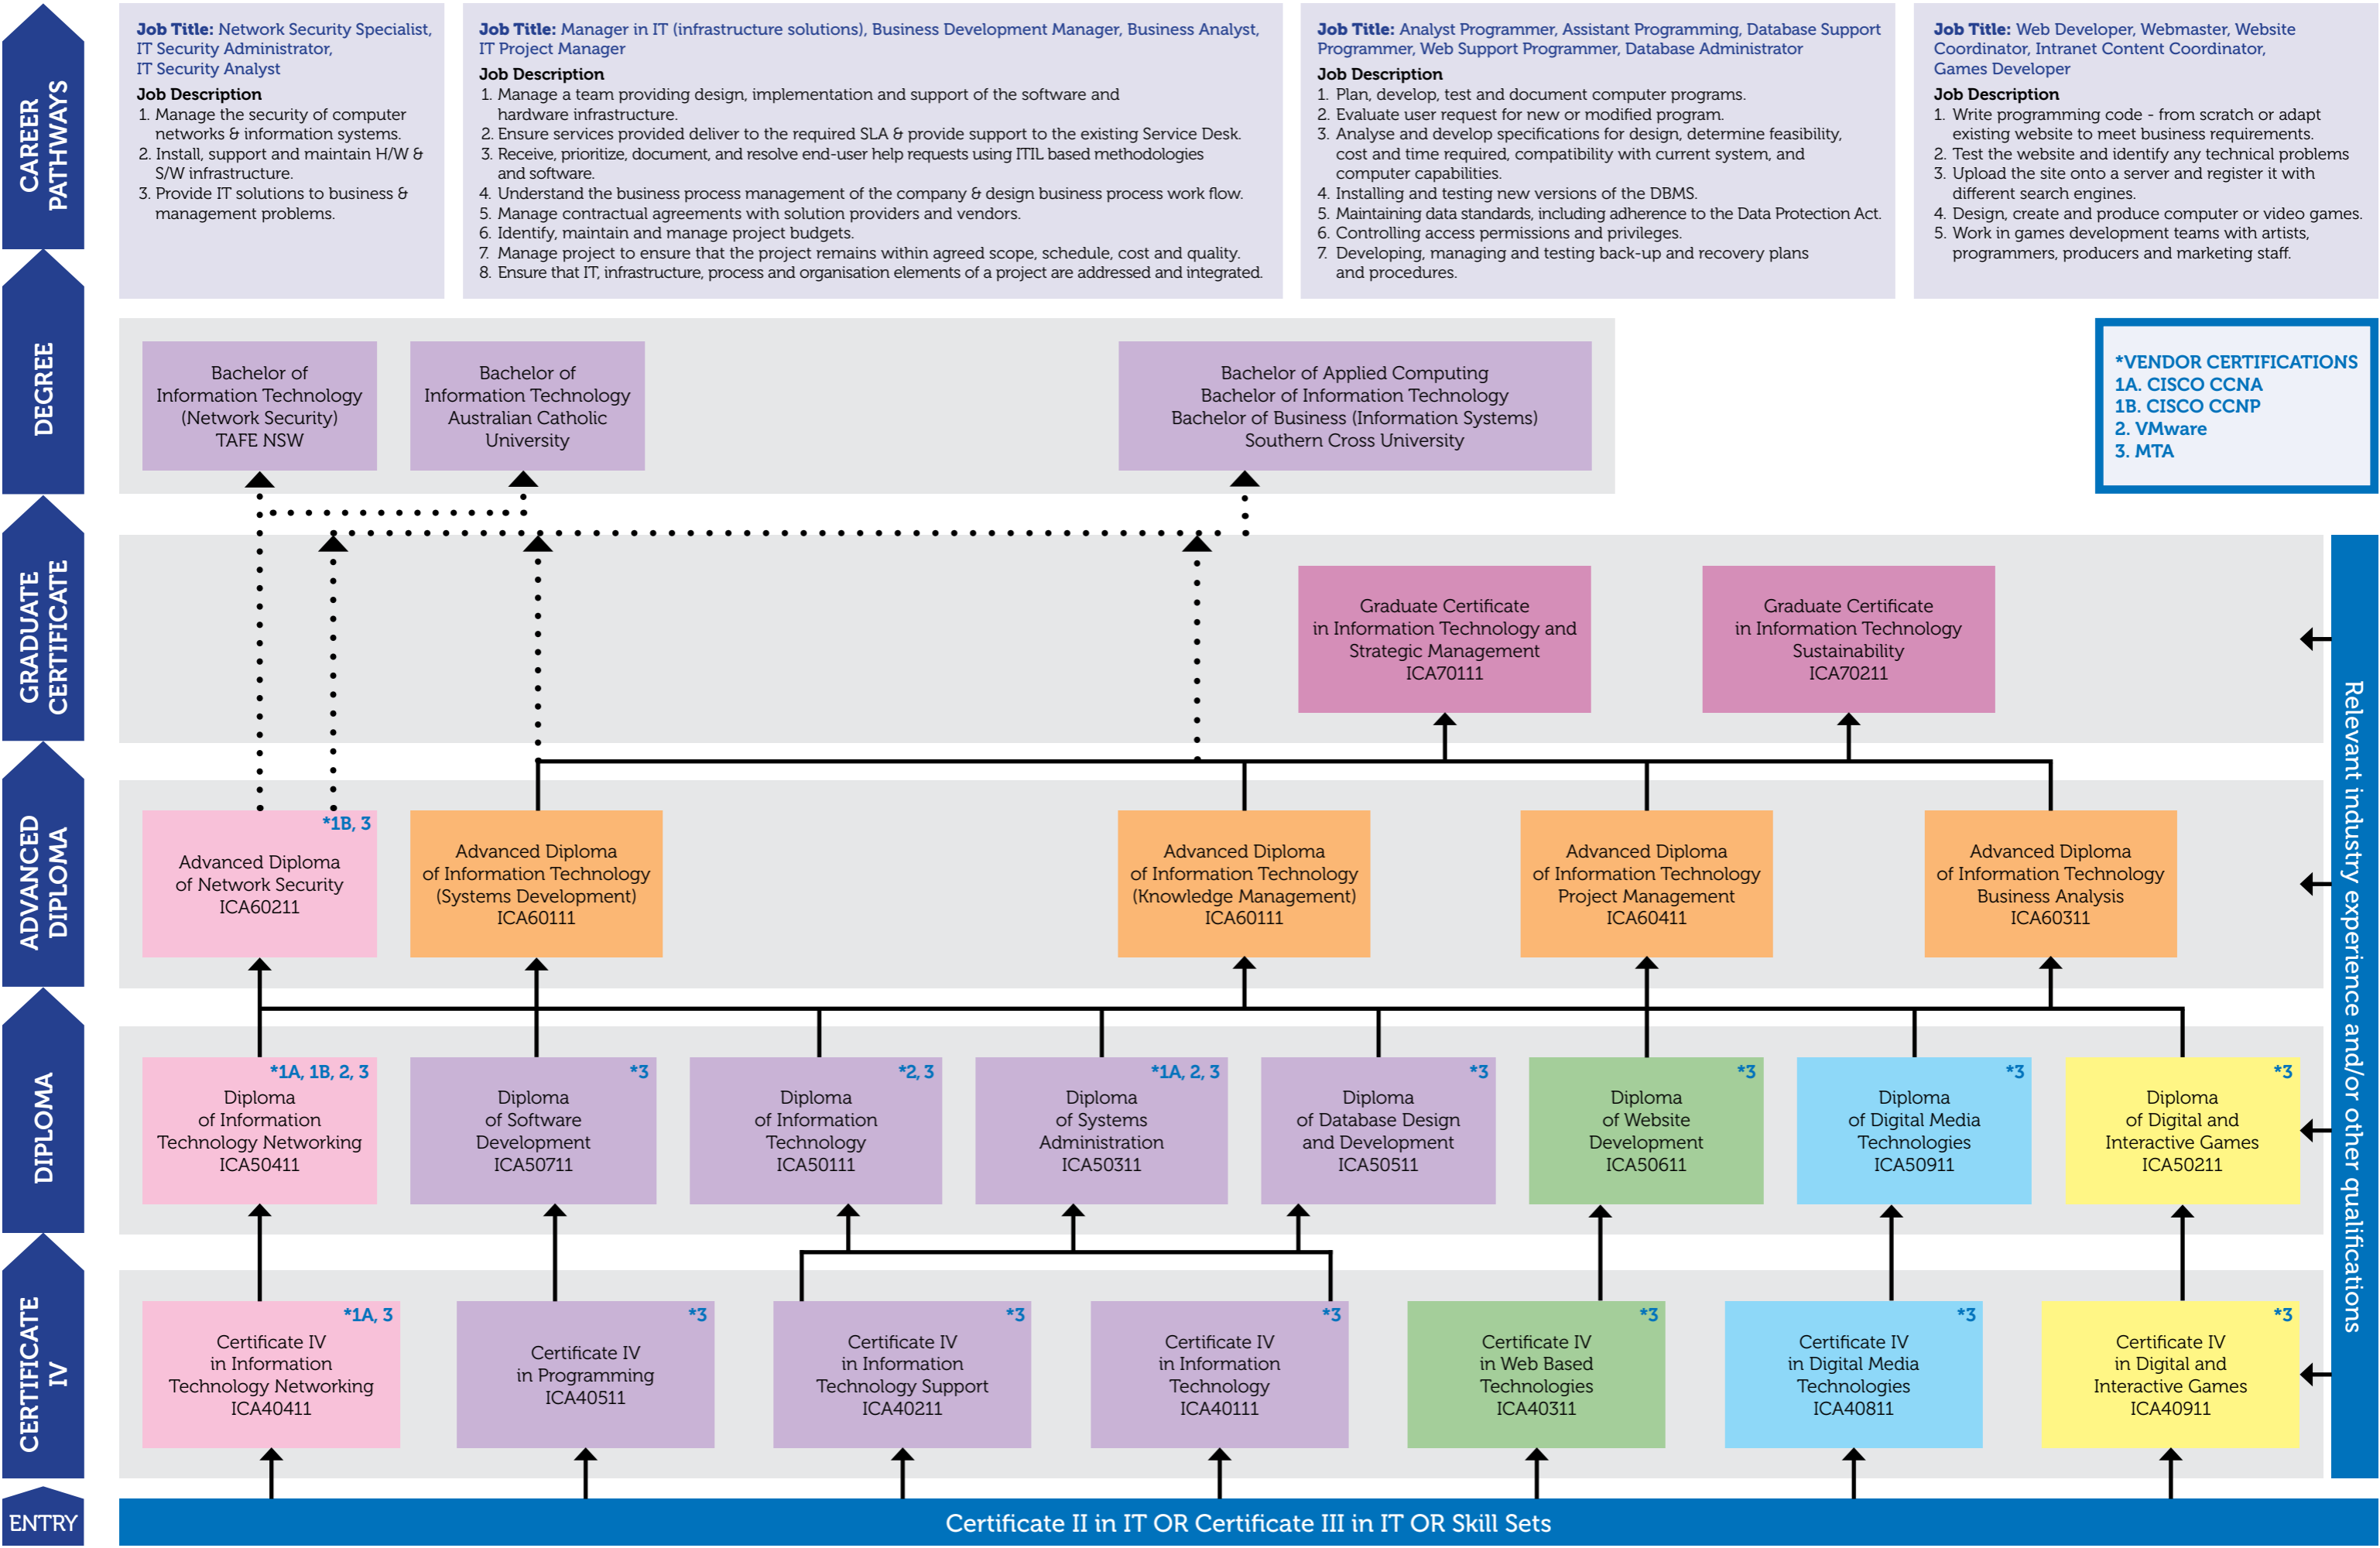 CAREER
PATHWAYS
Job Title: Network Security Specialist,
IT Security Administrator,
IT Security Analyst
Job Description
1. Manage the security of computer
networks & information systems.
2. Install, support and maintain H/W &
S/W infrastructure.
3. Provide IT solutions to business &
management problems.
Job Title: Manager in IT (infrastructure solutions), Business Development Manager, Business Analyst,
IT Project Manager
Job Description
1. Manage a team providing design, implementation and support of the software and
hardware infrastructure.
2. Ensure services provided deliver to the required SLA & provide support to the existing Service Desk.
3. Receive, prioritize, document, and resolve end-user help requests using ITIL based methodologies
and software.
4. Understand the business process management of the company & design business process work flow.
5. Manage contractual agreements with solution providers and vendors.
6. Identify, maintain and manage project budgets.
7. Manage project to ensure that the project remains within agreed scope, schedule, cost and quality.
8. Ensure that IT, infrastructure, process and organisation elements of a project are addressed and integrated.
Job Title: Analyst Programmer, Assistant Programming, Database Support
Programmer, Web Support Programmer, Database Administrator
Job Description
1. Plan, develop, test and document computer programs.
2. Evaluate user request for new or modified program.
3. Analyse and develop specifications for design, determine feasibility,
cost and time required, compatibility with current system, and
computer capabilities.
4. Installing and testing new versions of the DBMS.
5. Maintaining data standards, including adherence to the Data Protection Act.
6. Controlling access permissions and privileges.
7. Developing, managing and testing back-up and recovery plans
and procedures.
Job Title: Web Developer, Webmaster, Website
Coordinator, Intranet Content Coordinator,
Games Developer
Job Description
1. Write programming code - from scratch or adapt
existing website to meet business requirements.
2. Test the website and identify any technical problems
3. Upload the site onto a server and register it with
different search engines.
4. Design, create and produce computer or video games.
5. Work in games development teams with artists,
programmers, producers and marketing staff.
DEGREE
Bachelor of
Information Technology
(Network Security)
TAFE NSW
Bachelor of
Information Technology
Australian Catholic
University
Bachelor of Applied Computing
Bachelor of Information Technology
Bachelor of Business (Information Systems)
Southern Cross University
*VENDOR CERTIFICATIONS
1A. CISCO CCNA
1B. CISCO CCNP
2. VMware
3. MTA
GRADUATE
CERTIFICATE
Graduate Certificate
in Information Technology and
Strategic Management
ICA70111
Graduate Certificate
in Information Technology
Sustainability
ICA70211
Relevant industry experience and/or other qualifications
ADVANCED
DIPLOMA
*1B, 3
Advanced Diploma
of Network Security
ICA60211
Advanced Diploma
of Information Technology
(Systems Development)
ICA60111
Advanced Diploma
of Information Technology
(Knowledge Management)
ICA60111
Advanced Diploma
of Information Technology
Project Management
ICA60411
Advanced Diploma
of Information Technology
Business Analysis
ICA60311
DIPLOMA
*1A, 1B, 2, 3
Diploma
of Information
Technology Networking
ICA50411
*3
Diploma
of Software
Development
ICA50711
*2, 3
Diploma
of Information
Technology
ICA50111
*1A, 2, 3
Diploma
of Systems
Administration
ICA50311
*3
Diploma
of Database Design
and Development
ICA50511
*3
Diploma
of Website
Development
ICA50611
*3
Diploma
of Digital Media
Technologies
ICA50911
*3
Diploma
of Digital and
Interactive Games
ICA50211
CERTIFICATE
IV
*1A, 3
Certificate IV
in Information
Technology Networking
ICA40411
*3
Certificate IV
in Programming
ICA40511
*3
Certificate IV
in Information
Technology Support
ICA40211
*3
Certificate IV
in Information
Technology
ICA40111
*3
Certificate IV
in Web Based
Technologies
ICA40311
*3
Certificate IV
in Digital Media
Technologies
ICA40811
*3
Certificate IV
in Digital and
Interactive Games
ICA40911
ENTRY
Certificate II in IT OR Certificate III in IT OR Skill Sets